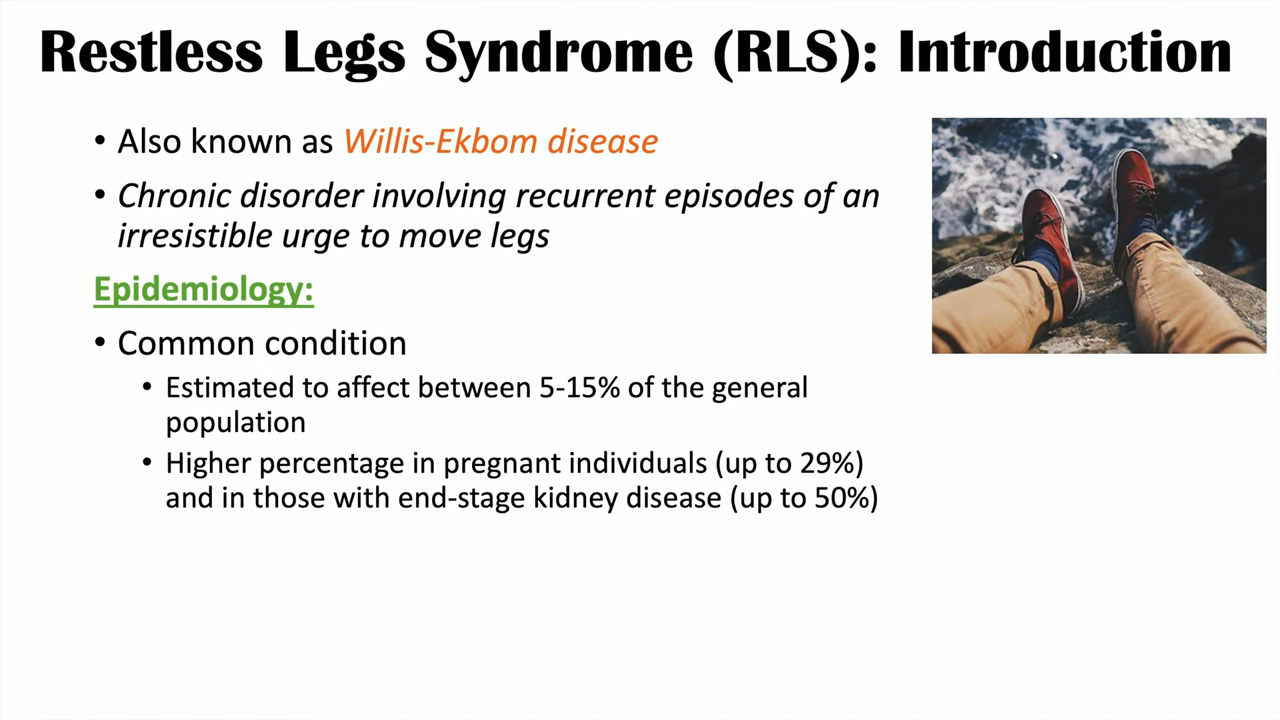 Restless Legs Syndrome (RLS): Introduction
• Also known as Willis-Ekbom disease
• Chronic disorder involving recurrent episodes of an
irresistible urge to move legs
Epidemiology:
• Common condition
• Estimated to affect between 5-15% of the general
population
• Higher percentage in pregnant individuals (up to 29%)
and in those with end-stage kidney disease (up to 50%)